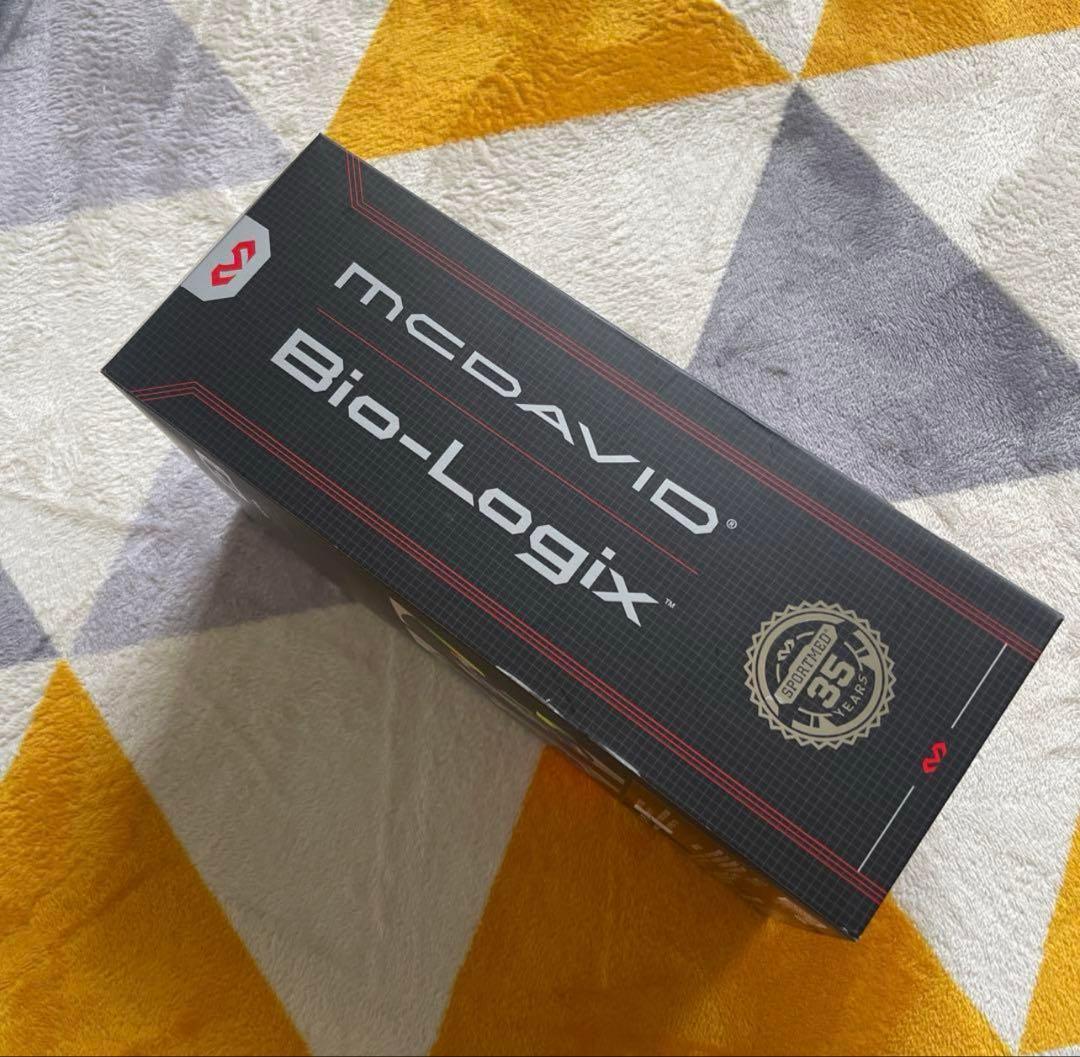 MCDAVID®
Bio-Logix™
SPORTMED
35
YEARS